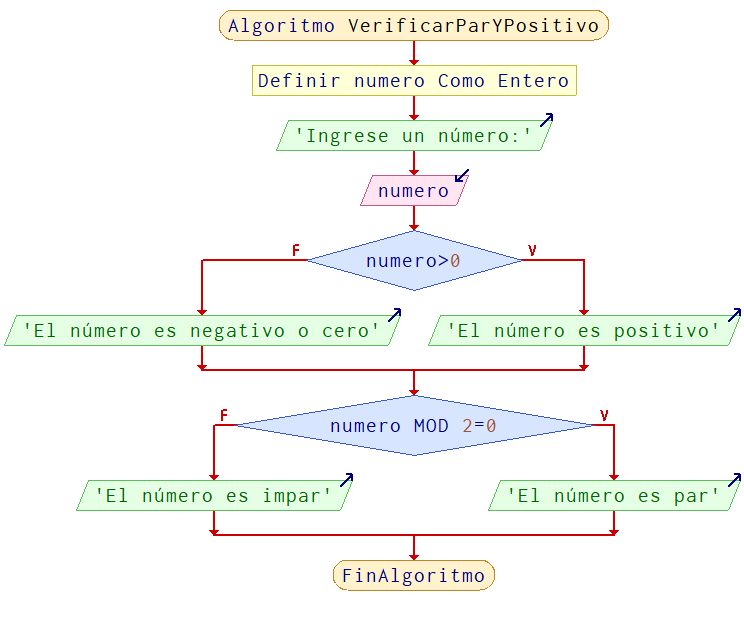 Algoritmo VerificarParYPositivo
Definir numero Como Entero
'Ingrese un número:'
numero
numero>0
F
V
'El número es negativo o cero'
'El número es positivo'
numero MOD 2=0
F
V
'El número es impar'
'El número es par'
FinAlgoritmo